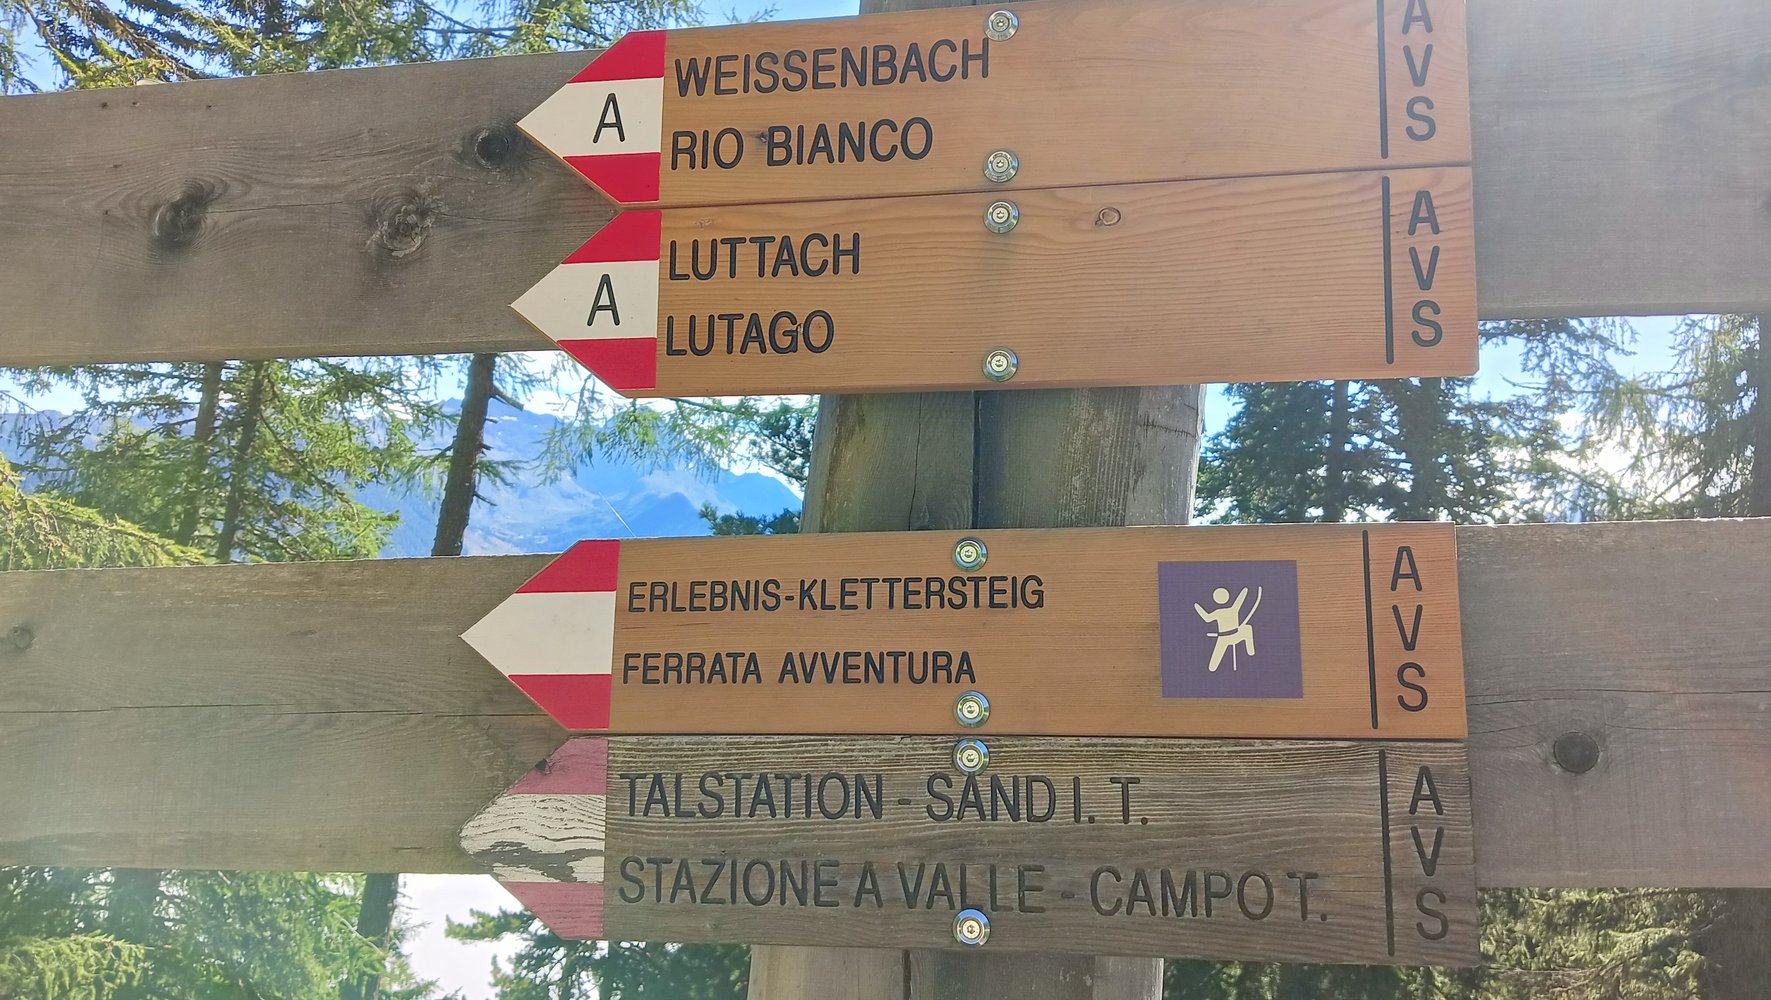 A
WEISSENBACH
RIO BIANCO
AVS
A
LUTTACH
LUTAGO
AVS
ERLEBNIS-KLETTERSTEIG
FERRATA AVVENTURA
AVS
TALSTATION - SAND I. T.
STAZIONE A VALLE - CAMPO T.
AVS